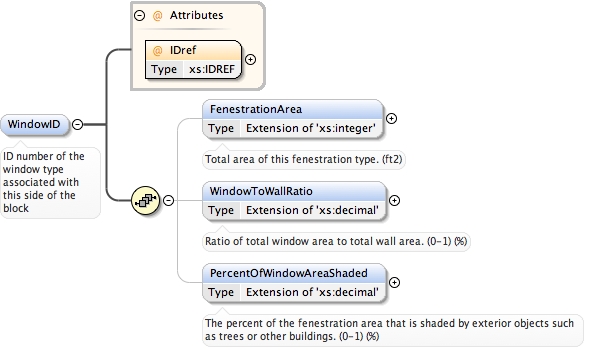 @ Attributes
@ IDref
Type xs:IDREF
WindowID
ID number of the
window type
associated with
this side of the
block
FenestrationArea
Type Extension of 'xs:integer'
Total area of this fenestration type. (ft2)
WindowToWallRatio
Type Extension of 'xs:decimal'
Ratio of total window area to total wall area. (0-1) (%)
PercentOfWindowAreaShaded
Type Extension of 'xs:decimal'
The percent of the fenestration area that is shaded by exterior objects such
as trees or other buildings. (0-1) (%)